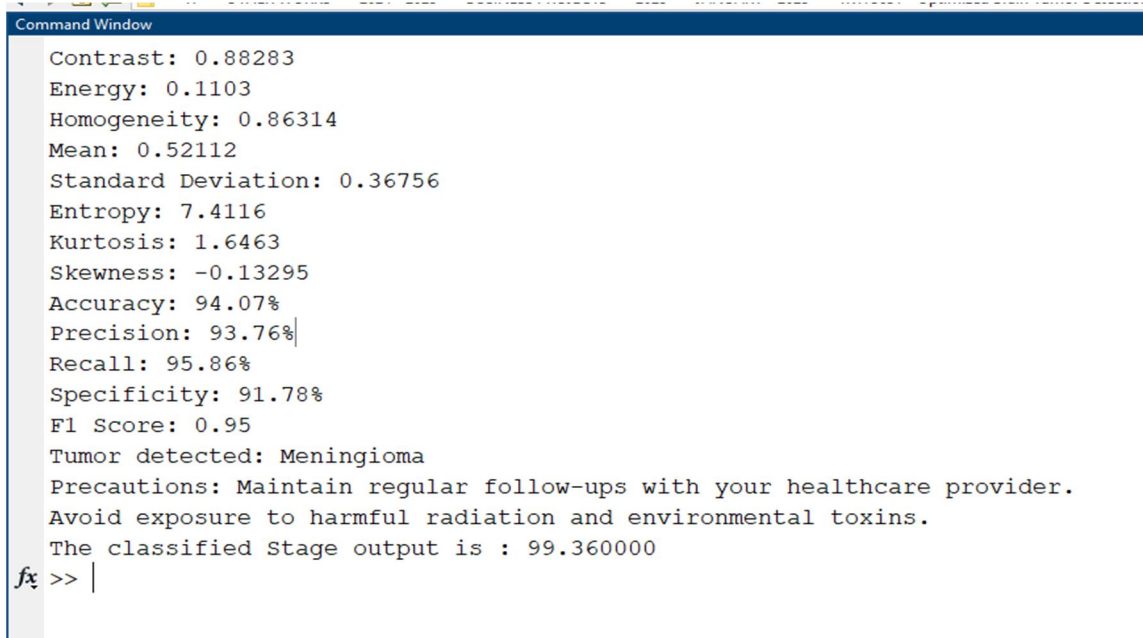 Command Window
Contrast: 0.88283
Energy: 0.1103
Homogeneity: 0.86314
Mean: 0.52112
Standard Deviation: 0.36756
Entropy: 7.4116
Kurtosis: 1.6463
Skewness: -0.13295
Accuracy: 94.07%
Precision: 93.76%
Recall: 95.86%
Specificity: 91.78%
F1 Score: 0.95
Tumor detected: Meningioma
Precautions: Maintain regular follow-ups with your healthcare provider.
Avoid exposure to harmful radiation and environmental toxins.
The classified Stage output is : 99.360000
fx >>